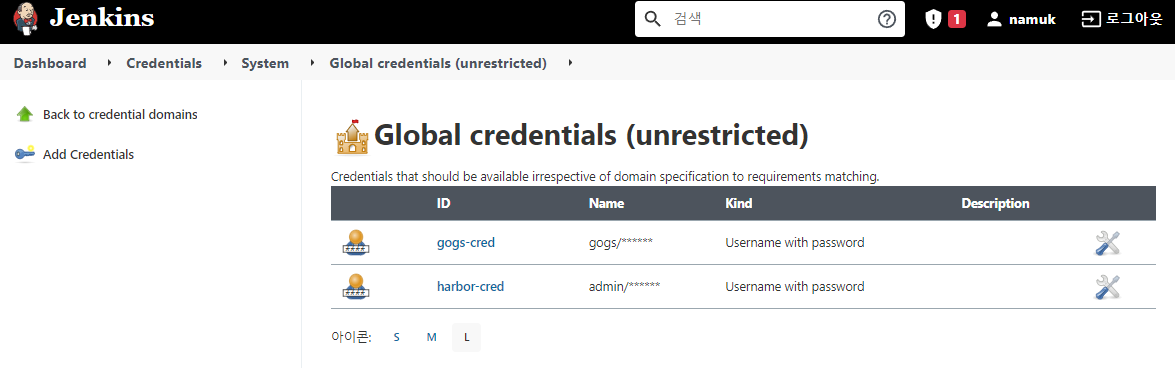 Jenkins
검색
1
namuk
로그아웃
Dashboard
Credentials
System
Global credentials (unrestricted)
Back to credential domains
Add Credentials
Global credentials (unrestricted)
Credentials that should be available irrespective of domain specification to requirements matching.
ID Name Kind Description
gogs-cred gogs/****** Username with password
harbor-cred admin/****** Username with password
아이콘: S M L